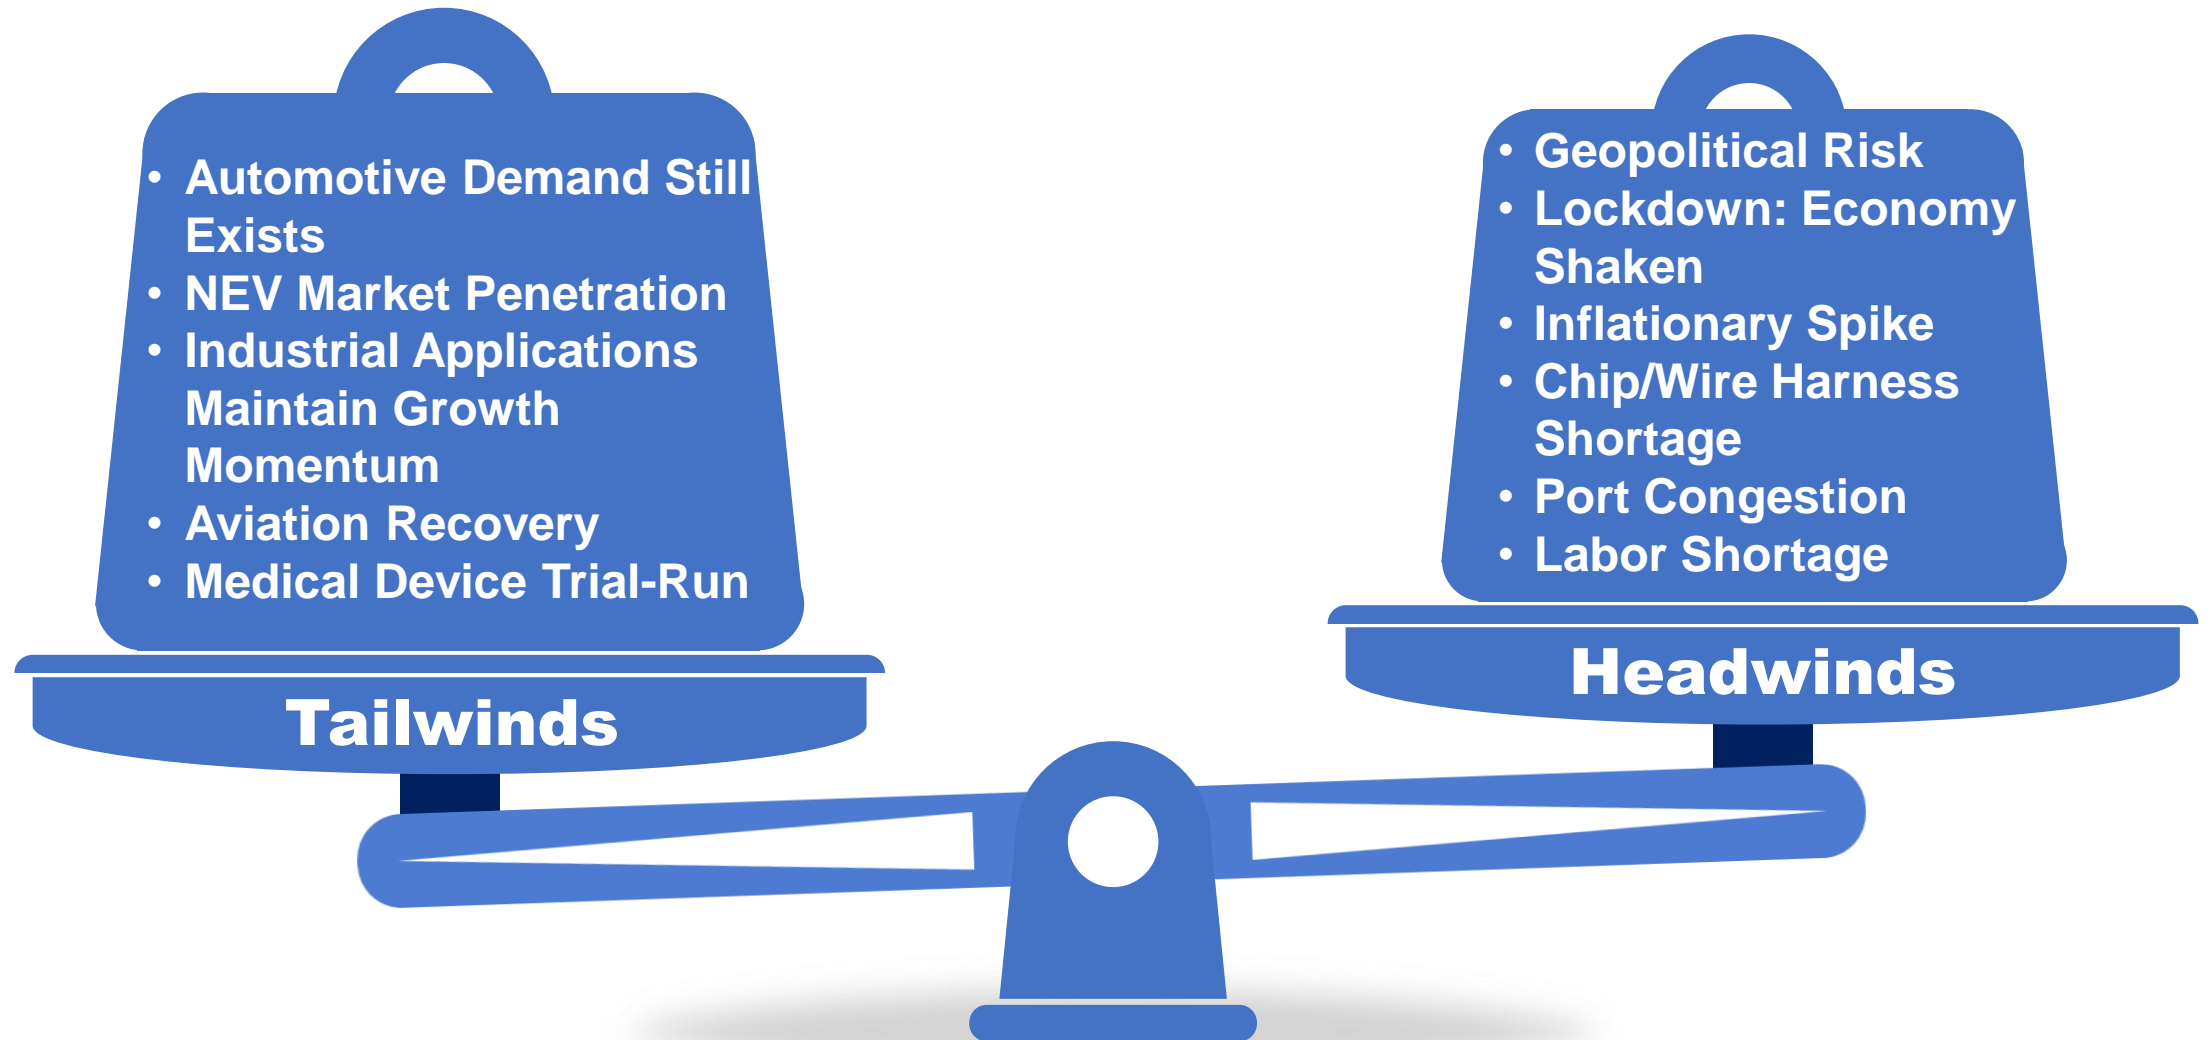 • Automotive Demand Still
Exists
• NEV Market Penetration
• Industrial Applications
Maintain Growth
Momentum
• Aviation Recovery
• Medical Device Trial-Run
Tailwinds
• Geopolitical Risk
• Lockdown: Economy
Shaken
• Inflationary Spike
• Chip/Wire Harness
Shortage
• Port Congestion
• Labor Shortage
Headwinds